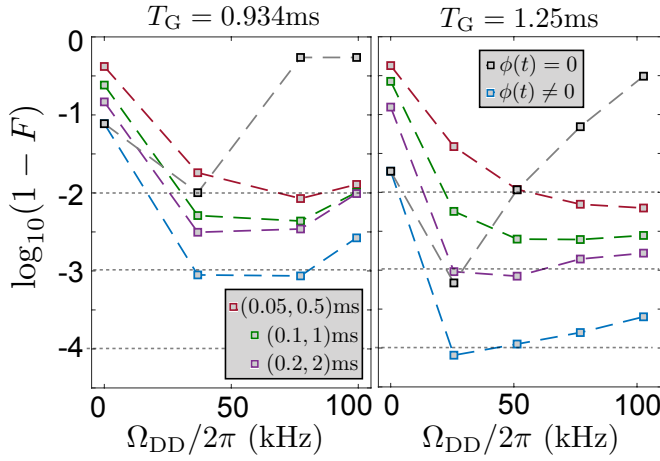 T_G = 0.934ms
T_G = 1.25ms
log₁₀(1 − F)
0
-1
-2
-3
-4
ϕ(t) = 0
ϕ(t) ≠ 0
(0.05, 0.5)ms
(0.1, 1)ms
(0.2, 2)ms
0 50 100
0 50 100
Ω_DD/2π (kHz)
Ω_DD/2π (kHz)